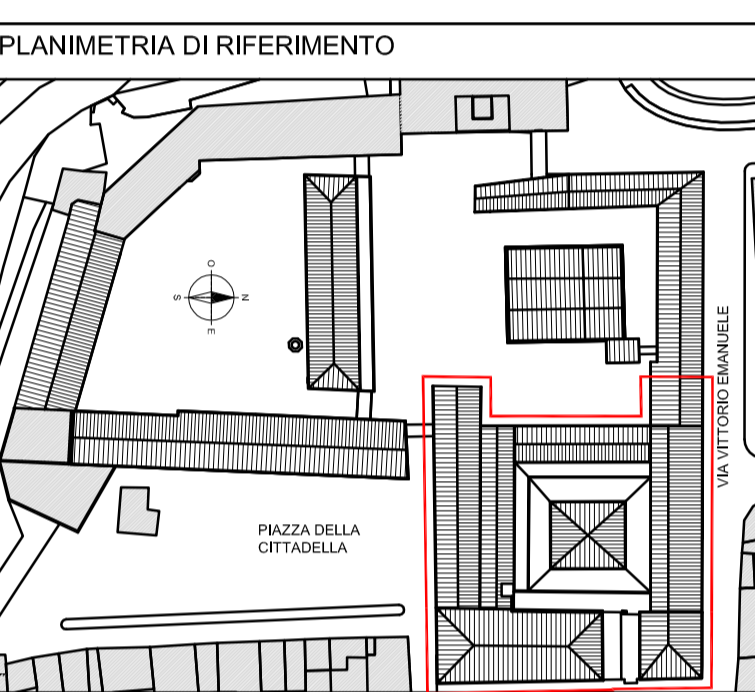 PLANIMETRIA DI RIFERIMENTO
O
S
N
E
VIA VITTORIO EMANUELE
PIAZZA DELLA
CITTADELLA